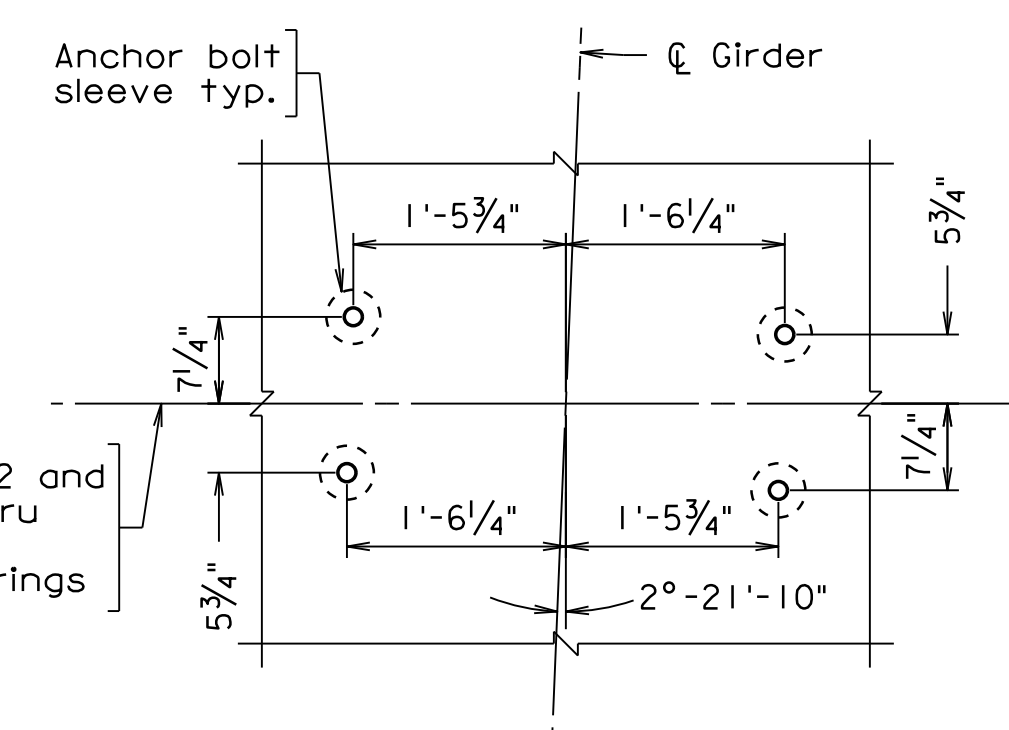 Anchor bolt
sleeve typ.
℄ Girder
1'-5¾"
1'-6¼"
5¾"
7¼"
7¼"
2 and
ru
rings
1'-6¼"
1'-5¾"
5¾"
2°-21'-10"